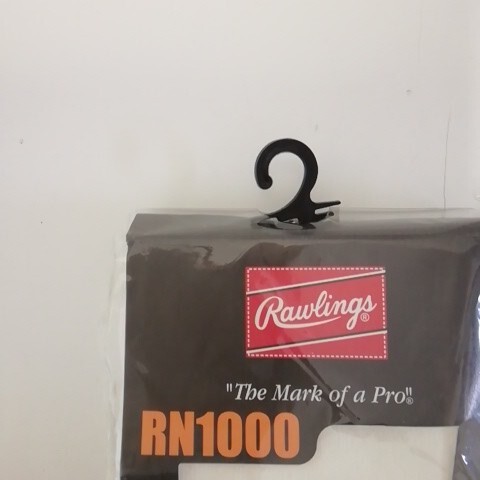 Rawlings®
"The Mark of a Pro"®
RN1000